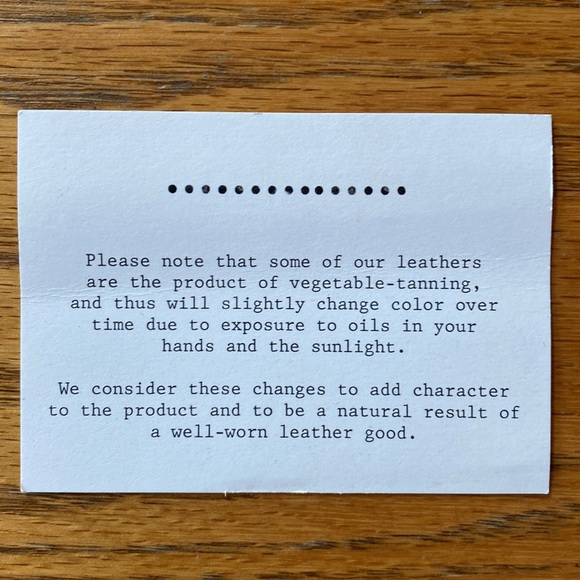 Please note that some of our leathers
are the product of vegetable-tanning,
and thus will slightly change color over
time due to exposure to oils in your
hands and the sunlight.
We consider these changes to add character
to the product and to be a natural result of
a well-worn leather good.